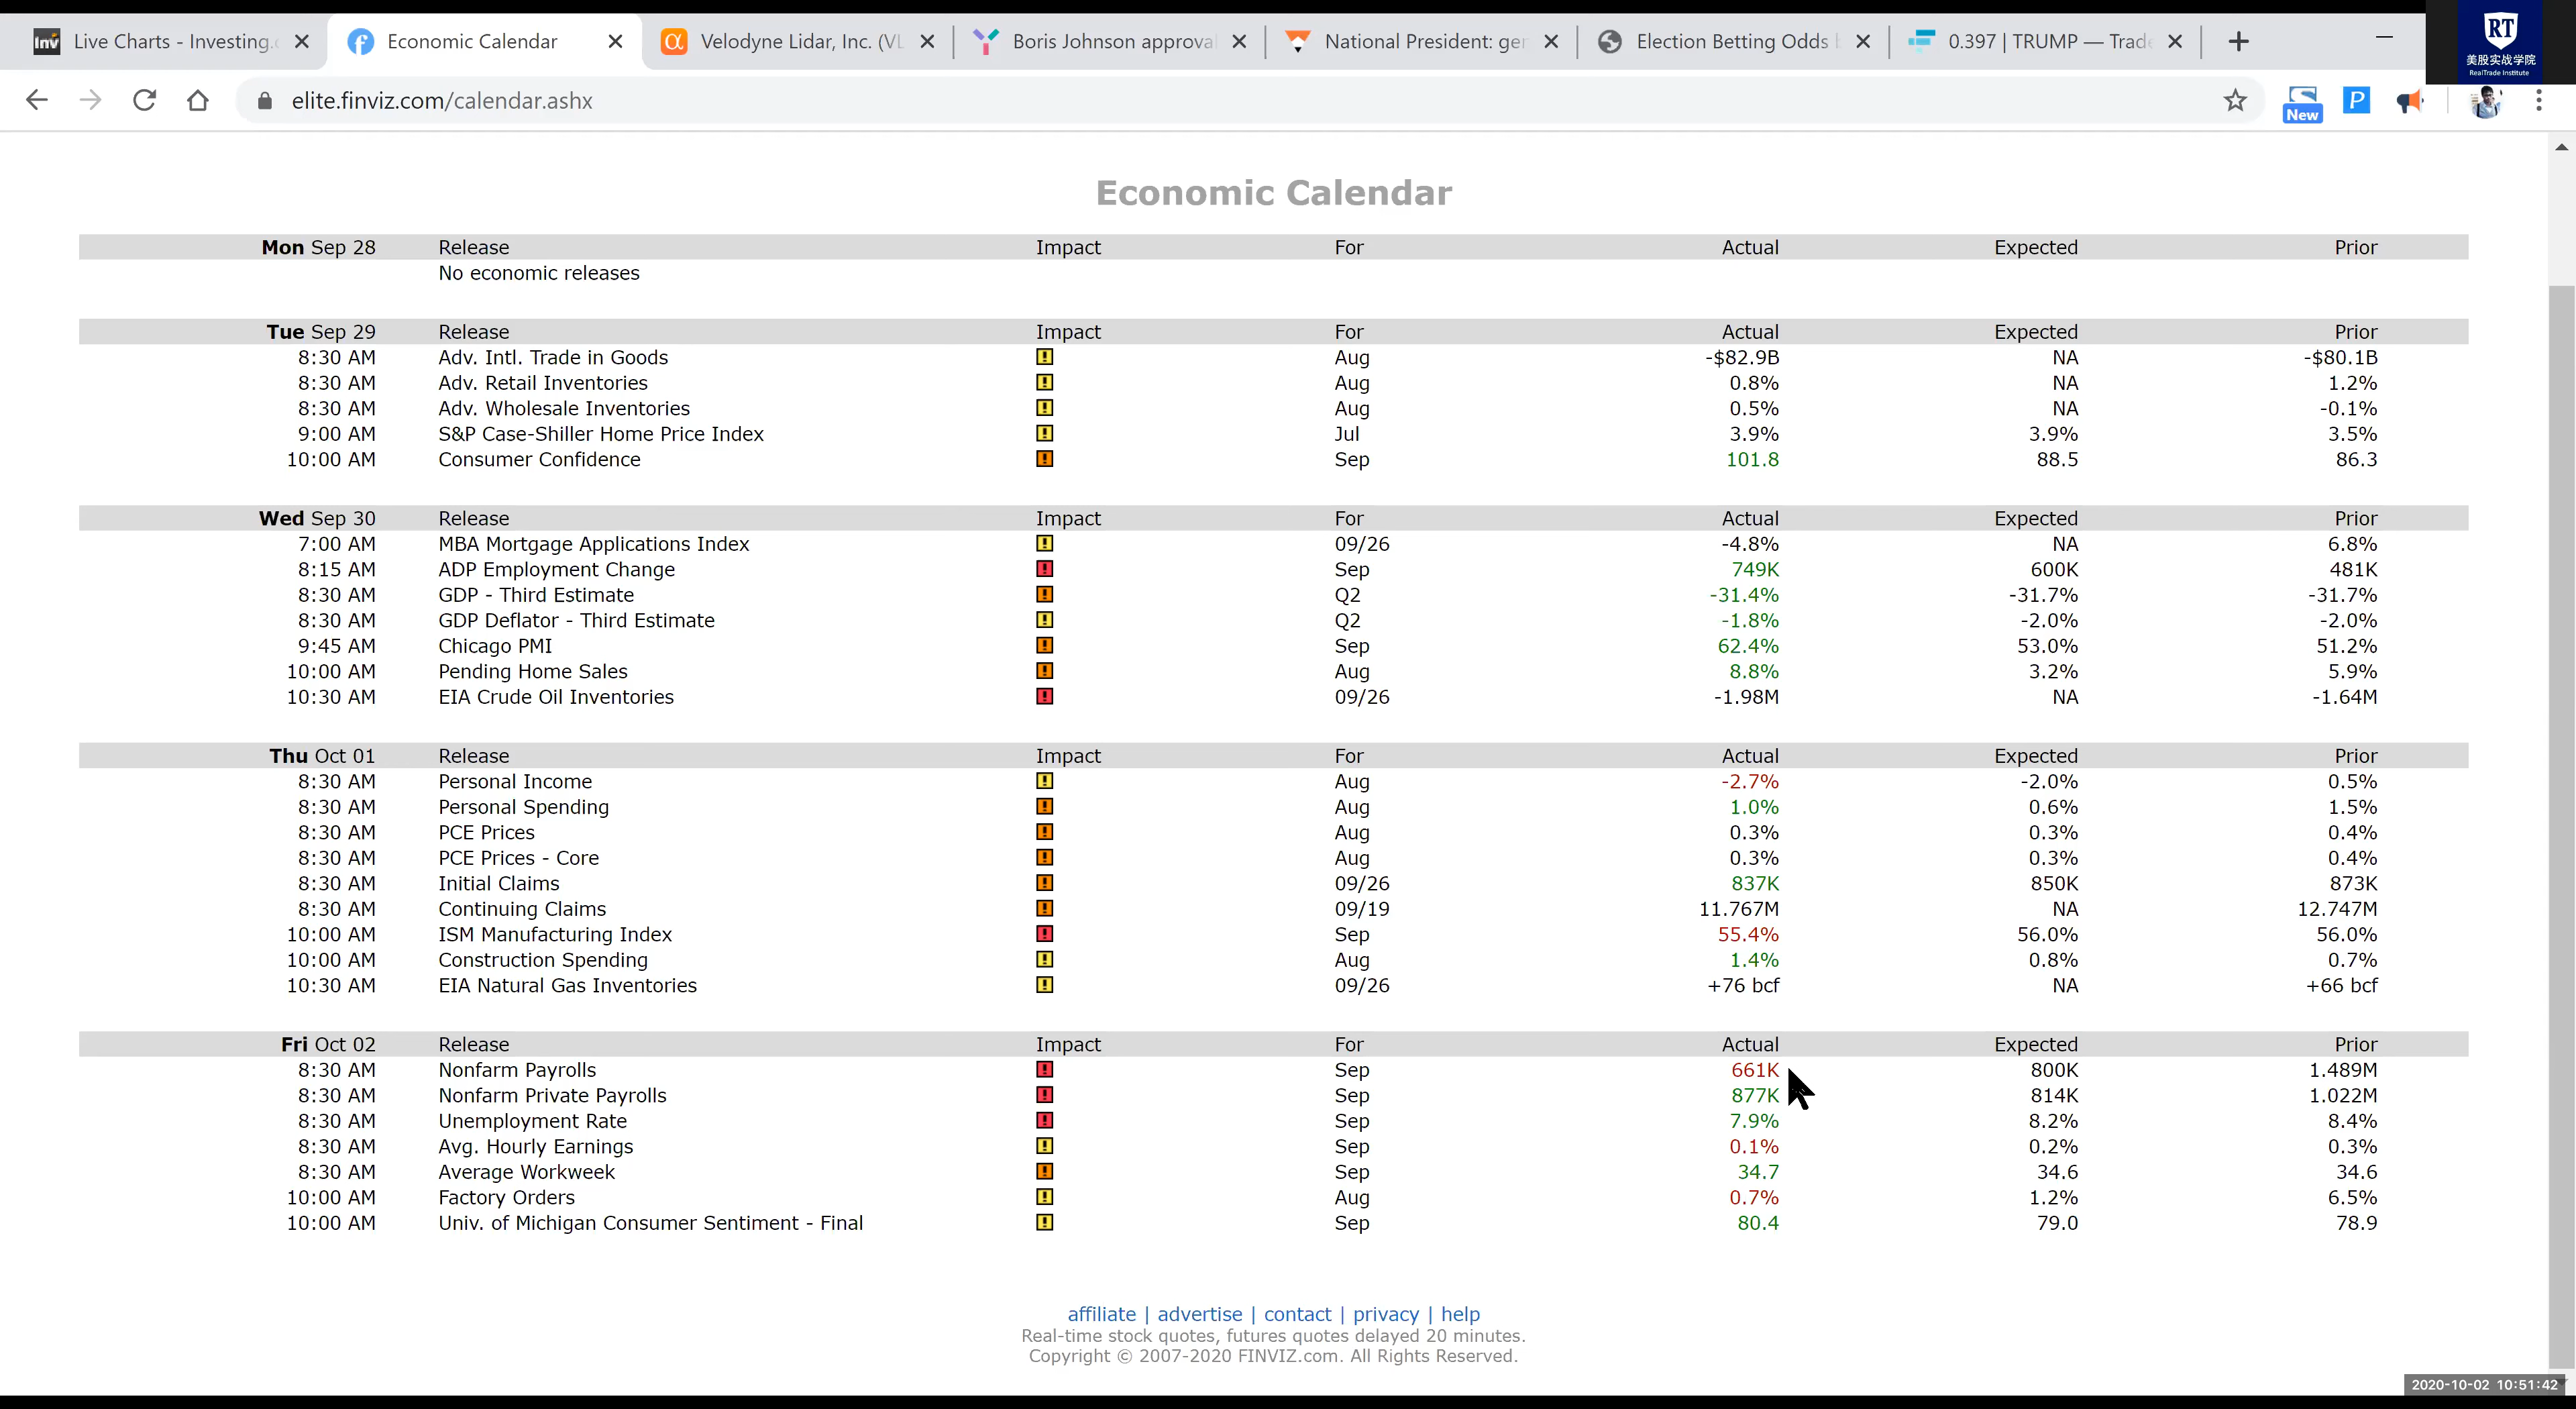 Live Charts - Investing.c
Economic Calendar
Velodyne Lidar, Inc. (VL
Boris Johnson approval
National President: gen
Election Betting Odds b
0.397 | TRUMP — Trade
RT
美股实战学院
RealTrade Institute
elite.finviz.com/calendar.ashx
New
Economic Calendar
Mon Sep 28 Release Impact For Actual Expected Prior
No economic releases
Tue Sep 29 Release Impact For Actual Expected Prior
8:30 AM Adv. Intl. Trade in Goods Aug -$82.9B NA -$80.1B
8:30 AM Adv. Retail Inventories Aug 0.8% NA 1.2%
8:30 AM Adv. Wholesale Inventories Aug 0.5% NA -0.1%
9:00 AM S&P Case-Shiller Home Price Index Jul 3.9% 3.9% 3.5%
10:00 AM Consumer Confidence Sep 101.8 88.5 86.3
Wed Sep 30 Release Impact For Actual Expected Prior
7:00 AM MBA Mortgage Applications Index 09/26 -4.8% NA 6.8%
8:15 AM ADP Employment Change Sep 749K 600K 481K
8:30 AM GDP - Third Estimate Q2 -31.4% -31.7% -31.7%
8:30 AM GDP Deflator - Third Estimate Q2 -1.8% -2.0% -2.0%
9:45 AM Chicago PMI Sep 62.4% 53.0% 51.2%
10:00 AM Pending Home Sales Aug 8.8% 3.2% 5.9%
10:30 AM EIA Crude Oil Inventories 09/26 -1.98M NA -1.64M
Thu Oct 01 Release Impact For Actual Expected Prior
8:30 AM Personal Income Aug -2.7% -2.0% 0.5%
8:30 AM Personal Spending Aug 1.0% 0.6% 1.5%
8:30 AM PCE Prices Aug 0.3% 0.3% 0.4%
8:30 AM PCE Prices - Core Aug 0.3% 0.3% 0.4%
8:30 AM Initial Claims 09/26 837K 850K 873K
8:30 AM Continuing Claims 09/19 11.767M NA 12.747M
10:00 AM ISM Manufacturing Index Sep 55.4% 56.0% 56.0%
10:00 AM Construction Spending Aug 1.4% 0.8% 0.7%
10:30 AM EIA Natural Gas Inventories 09/26 +76 bcf NA +66 bcf
Fri Oct 02 Release Impact For Actual Expected Prior
8:30 AM Nonfarm Payrolls Sep 661K 800K 1.489M
8:30 AM Nonfarm Private Payrolls Sep 877K 814K 1.022M
8:30 AM Unemployment Rate Sep 7.9% 8.2% 8.4%
8:30 AM Avg. Hourly Earnings Sep 0.1% 0.2% 0.3%
8:30 AM Average Workweek Sep 34.7 34.6 34.6
10:00 AM Factory Orders Aug 0.7% 1.2% 6.5%
10:00 AM Univ. of Michigan Consumer Sentiment - Final Sep 80.4 79.0 78.9
affiliate | advertise | contact | privacy | help
Real-time stock quotes, futures quotes delayed 20 minutes.
Copyright © 2007-2020 FINVIZ.com. All Rights Reserved.
2020-10-02 10:51:42